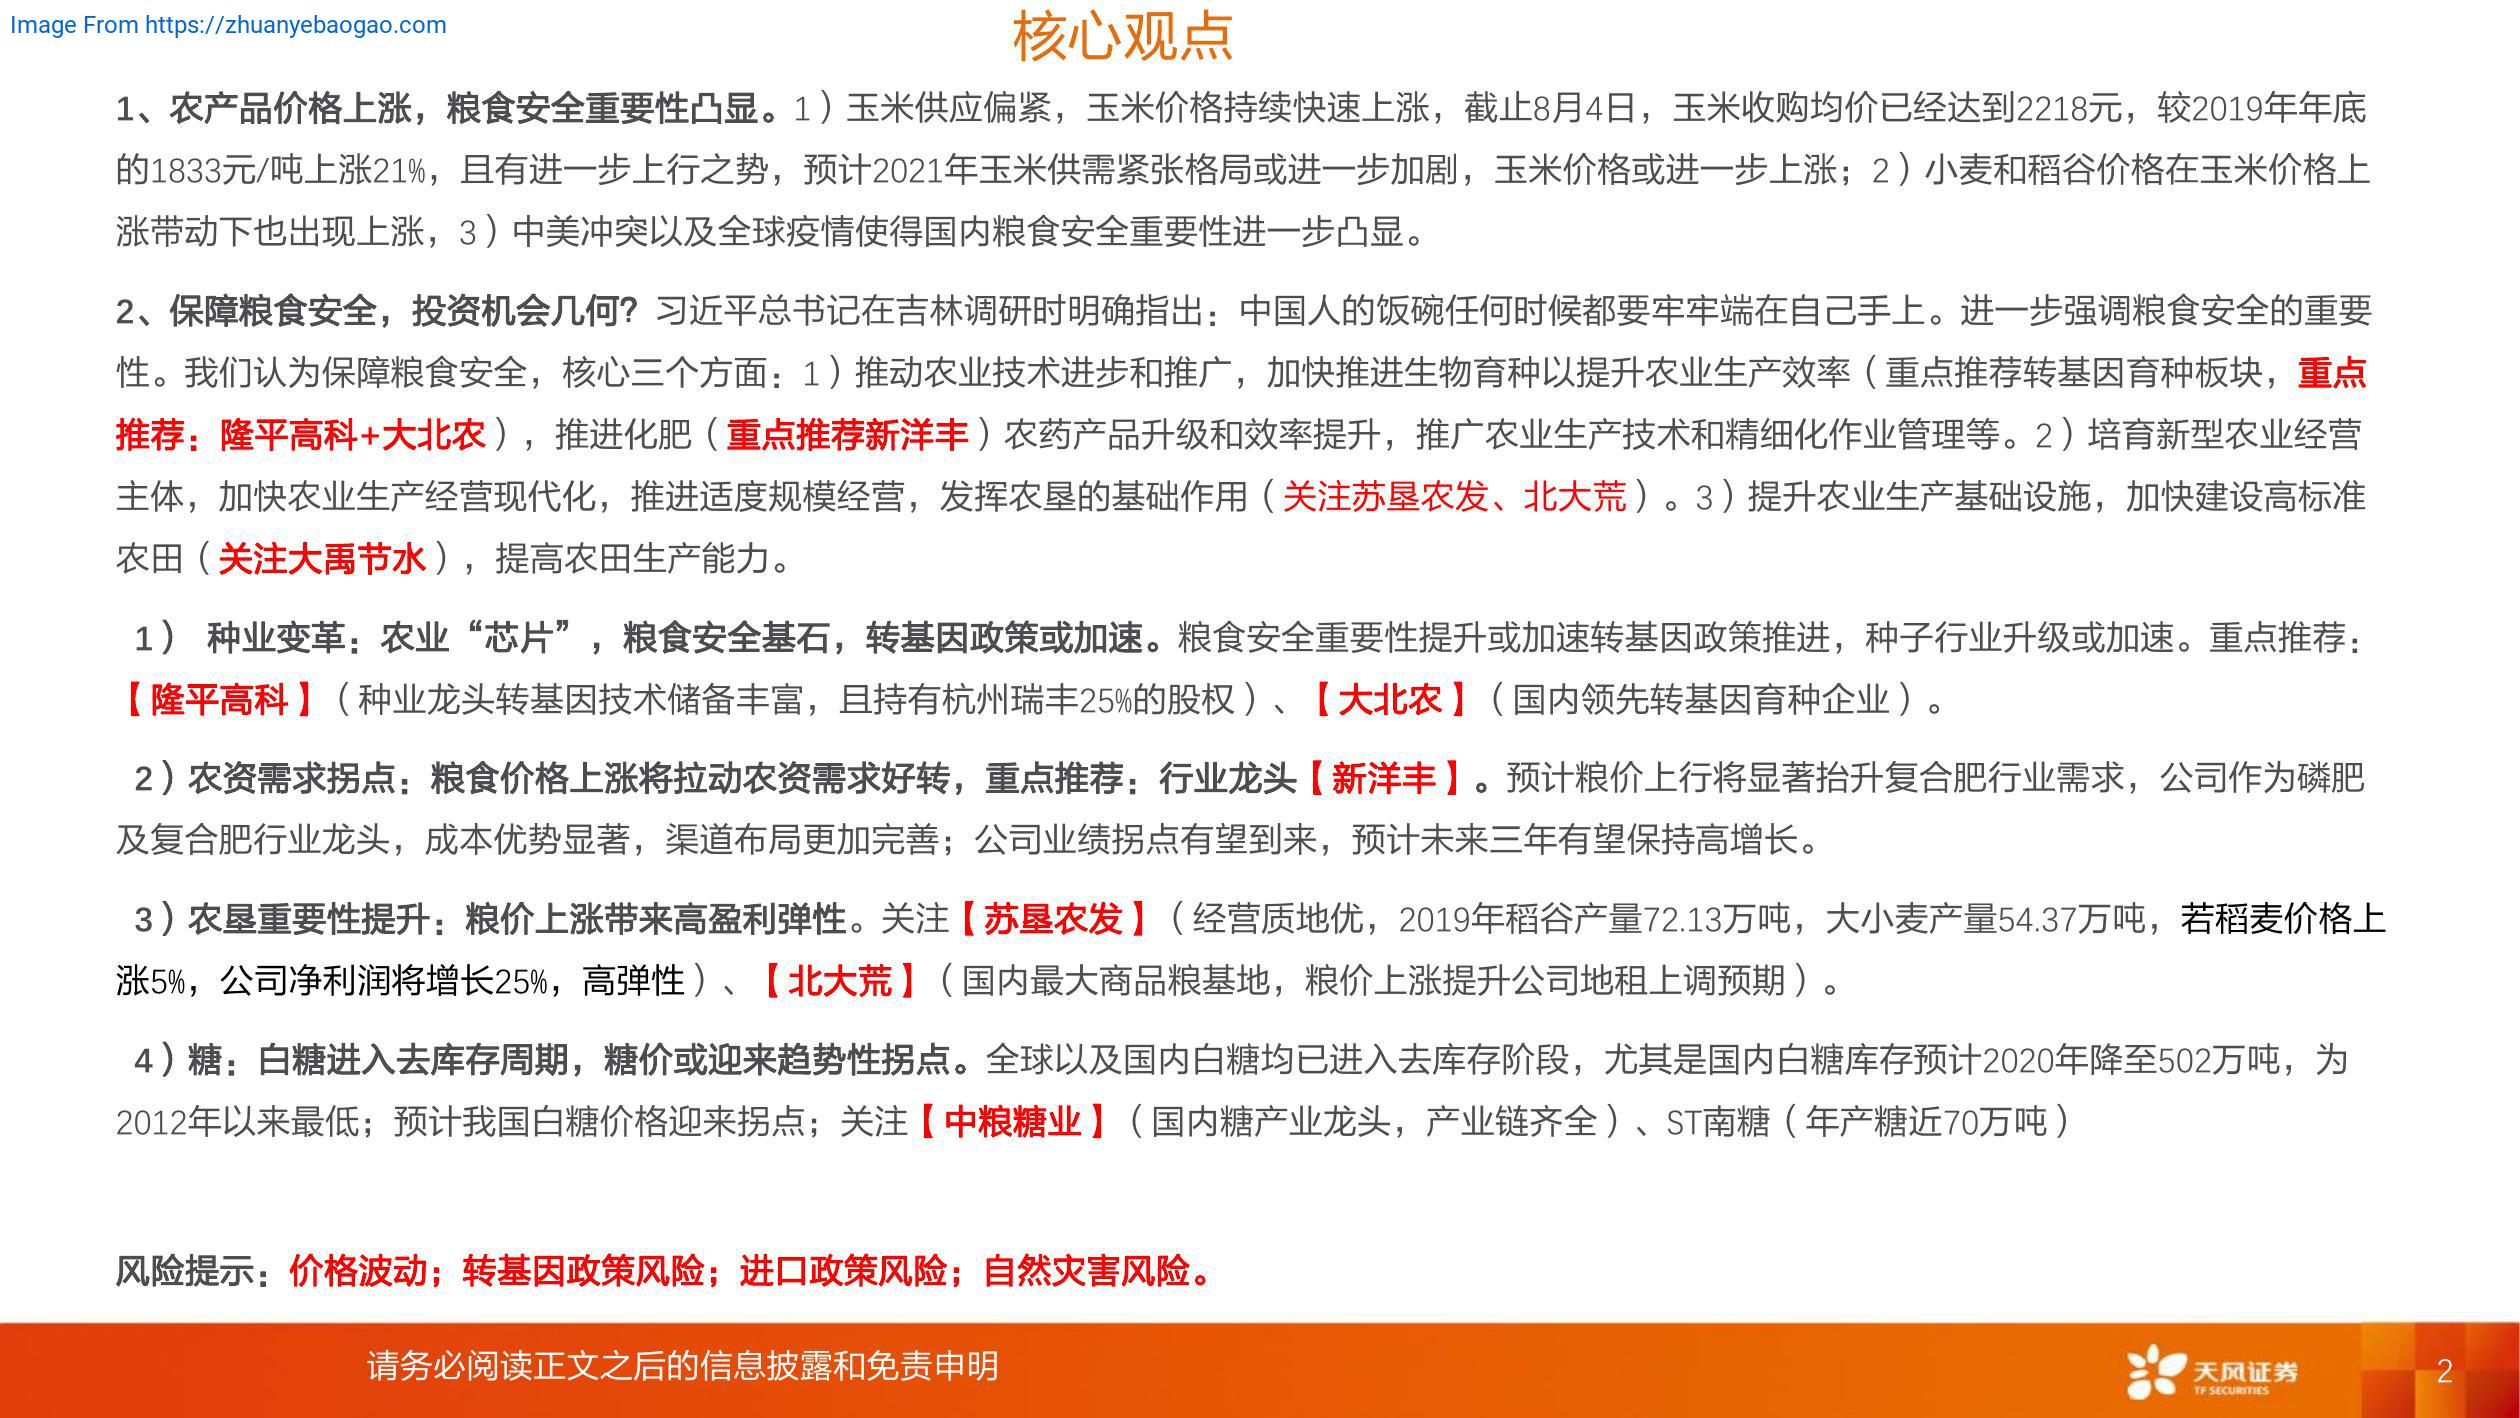 Image From https://zhuanyebaogao.com
核心观点
1、农产品价格上涨，粮食安全重要性凸显。1）玉米供应偏紧，玉米价格持续快速上涨，截止8月4日，玉米收购均价已经达到2218元，较2019年年底
的1833元/吨上涨21%，且有进一步上行之势，预计2021年玉米供需紧张格局或进一步加剧，玉米价格或进一步上涨；2）小麦和稻谷价格在玉米价格上
涨带动下也出现上涨，3）中美冲突以及全球疫情使得国内粮食安全重要性进一步凸显。
2、保障粮食安全，投资机会几何？习近平总书记在吉林调研时明确指出：中国人的饭碗任何时候都要牢牢端在自己手上。进一步强调粮食安全的重要
性。我们认为保障粮食安全，核心三个方面：1）推动农业技术进步和推广，加快推进生物育种以提升农业生产效率（重点推荐转基因育种板块，重点
推荐：隆平高科+大北农），推进化肥（重点推荐新洋丰）农药产品升级和效率提升，推广农业生产技术和精细化作业管理等。2）培育新型农业经营
主体，加快农业生产经营现代化，推进适度规模经营，发挥农垦的基础作用（关注苏垦农发、北大荒）。3）提升农业生产基础设施，加快建设高标准
农田（关注大禹节水），提高农田生产能力。
1） 种业变革：农业“芯片”，粮食安全基石，转基因政策或加速。粮食安全重要性提升或加速转基因政策推进，种子行业升级或加速。重点推荐：
【隆平高科】（种业龙头转基因技术储备丰富，且持有杭州瑞丰25%的股权）、【大北农】（国内领先转基因育种企业）。
2）农资需求拐点：粮食价格上涨将拉动农资需求好转，重点推荐：行业龙头【新洋丰】。预计粮价上行将显著抬升复合肥行业需求，公司作为磷肥
及复合肥行业龙头，成本优势显著，渠道布局更加完善；公司业绩拐点有望到来，预计未来三年有望保持高增长。
3）农垦重要性提升：粮价上涨带来高盈利弹性。关注【苏垦农发】（经营质地优，2019年稻谷产量72.13万吨，大小麦产量54.37万吨，若稻麦价格上
涨5%，公司净利润将增长25%，高弹性）、【北大荒】（国内最大商品粮基地，粮价上涨提升公司地租上调预期）。
4）糖：白糖进入去库存周期，糖价或迎来趋势性拐点。全球以及国内白糖均已进入去库存阶段，尤其是国内白糖库存预计2020年降至502万吨，为
2012年以来最低；预计我国白糖价格迎来拐点；关注【中粮糖业】（国内糖产业龙头，产业链齐全）、ST南糖（年产糖近70万吨）
风险提示：价格波动；转基因政策风险；进口政策风险；自然灾害风险。
请务必阅读正文之后的信息披露和免责申明
天风证券
TF SECURITIES
2